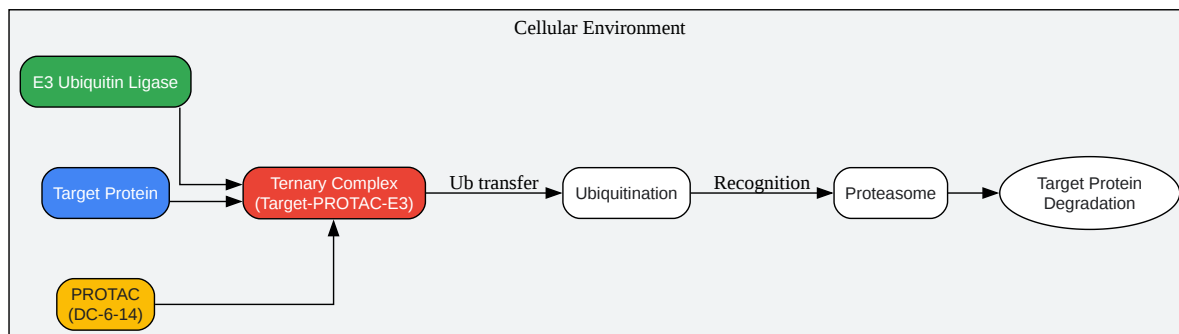 Cellular Environment
E3 Ubiquitin Ligase
Target Protein
PROTAC
(DC-6-14)
Ternary Complex
(Target-PROTAC-E3)
Ub transfer
Ubiquitination
Recognition
Proteasome
Target Protein
Degradation